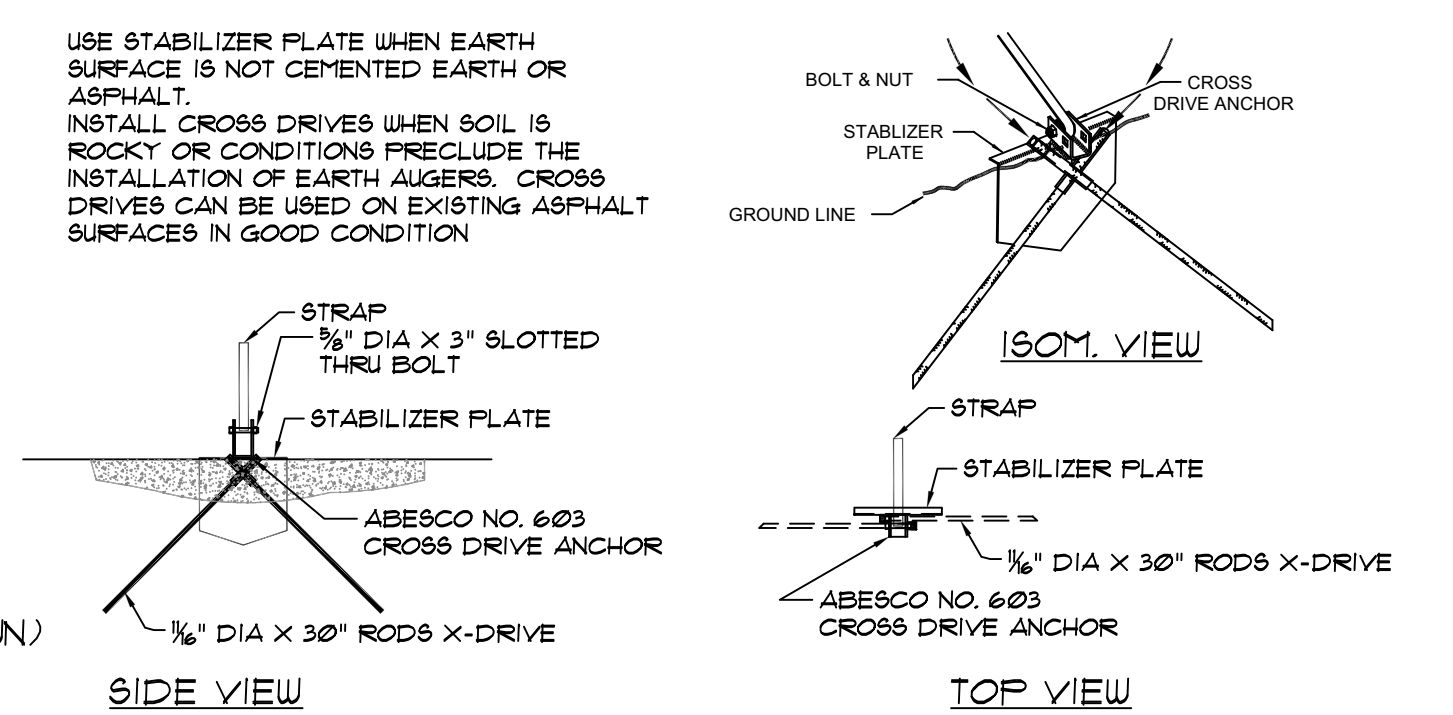 USE STABILIZER PLATE WHEN EARTH
SURFACE IS NOT CEMENTED EARTH OR
ASPHALT.
INSTALL CROSS DRIVES WHEN SOIL IS
ROCKY OR CONDITIONS PRECLUDE THE
INSTALLATION OF EARTH AUGERS. CROSS
DRIVES CAN BE USED ON EXISTING ASPHALT
SURFACES IN GOOD CONDITION
BOLT & NUT
CROSS
DRIVE ANCHOR
STABLIZER
PLATE
GROUND LINE
ISOM. VIEW
STRAP
5/8" DIA X 3" SLOTTED
THRU BOLT
STABILIZER PLATE
ABESCO NO. 603
CROSS DRIVE ANCHOR
11/16" DIA X 30" RODS X-DRIVE
UN)
SIDE VIEW
STRAP
STABILIZER PLATE
11/16" DIA X 30" RODS X-DRIVE
ABESCO NO. 603
CROSS DRIVE ANCHOR
TOP VIEW